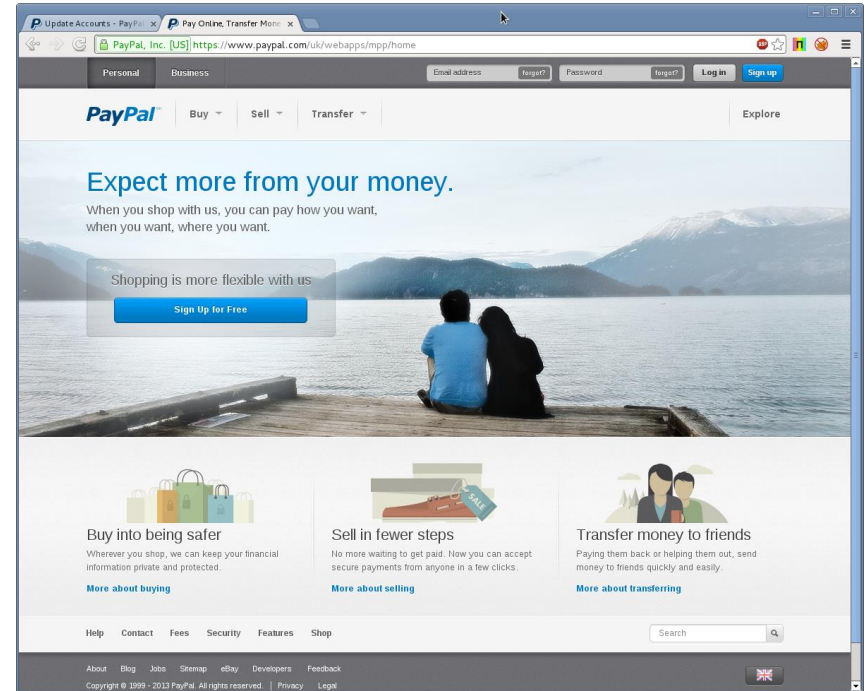 Update Accounts - PayPal
Pay Online, Transfer Mone
PayPal, Inc. [US] https://www.paypal.com/uk/webapps/mpp/home
Personal Business Email address forgot? Password forgot? Log in Sign up
PayPal Buy Sell Transfer Explore
Expect more from your money.
When you shop with us, you can pay how you want,
when you want, where you want.
Shopping is more flexible with us
Sign Up for Free
SALE
Buy into being safer
Wherever you shop, we can keep your financial
information private and protected.
More about buying
Sell in fewer steps
No more waiting to get paid. Now you can accept
secure payments from anyone in a few clicks.
More about selling
Transfer money to friends
Paying them back or helping them out, send
money to friends quickly and easily.
More about transferring
Help Contact Fees Security Features Shop Search
About Blog Jobs Sitemap eBay Developers Feedback
Copyright © 1999 - 2013 PayPal. All rights reserved. | Privacy Legal